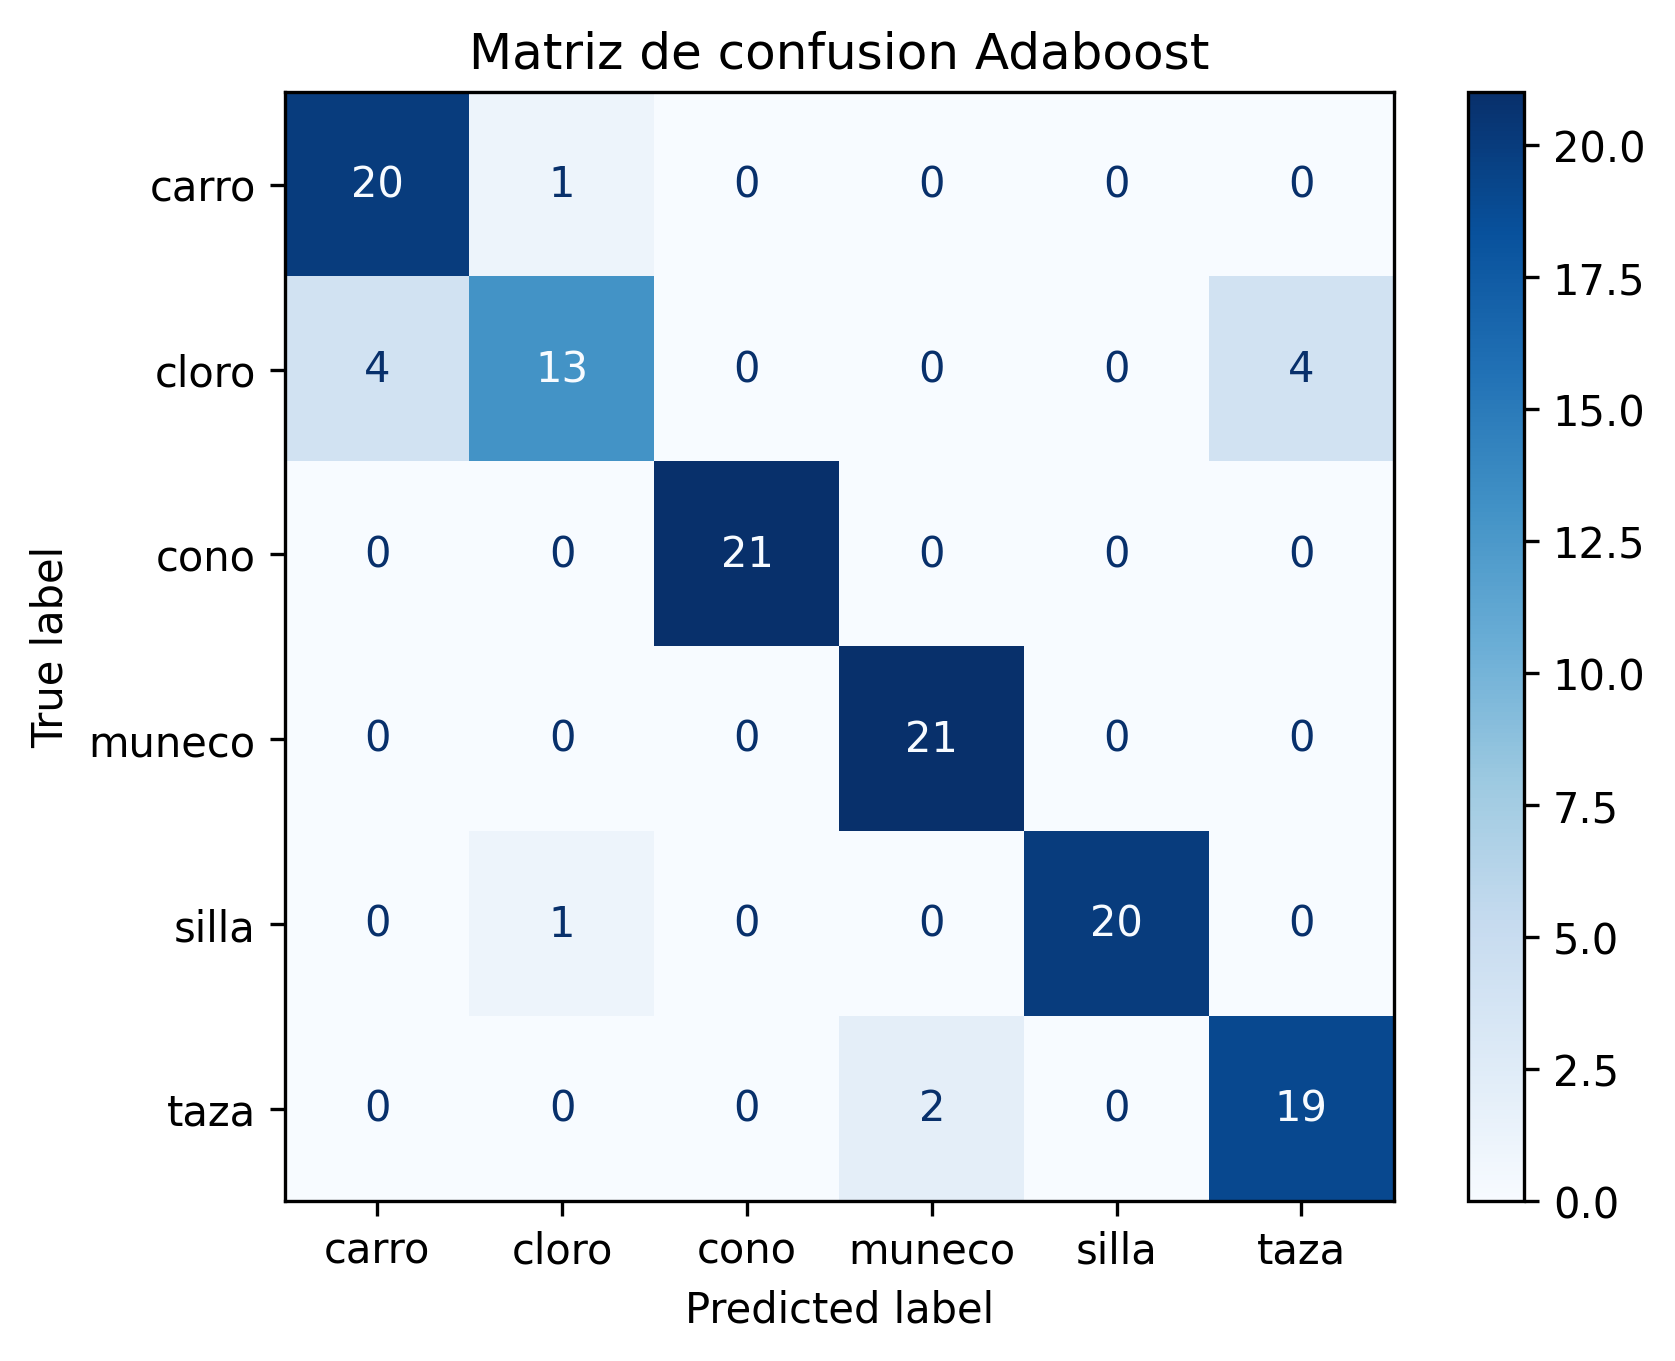 Matriz de confusion Adaboost
carro 20 1 0 0 0 0
cloro 4 13 0 0 0 4
cono 0 0 21 0 0 0
muneco 0 0 0 21 0 0
silla 0 1 0 0 20 0
taza 0 0 0 2 0 19
carro cloro cono muneco silla taza
True label
Predicted label
20.0
17.5
15.0
12.5
10.0
7.5
5.0
2.5
0.0